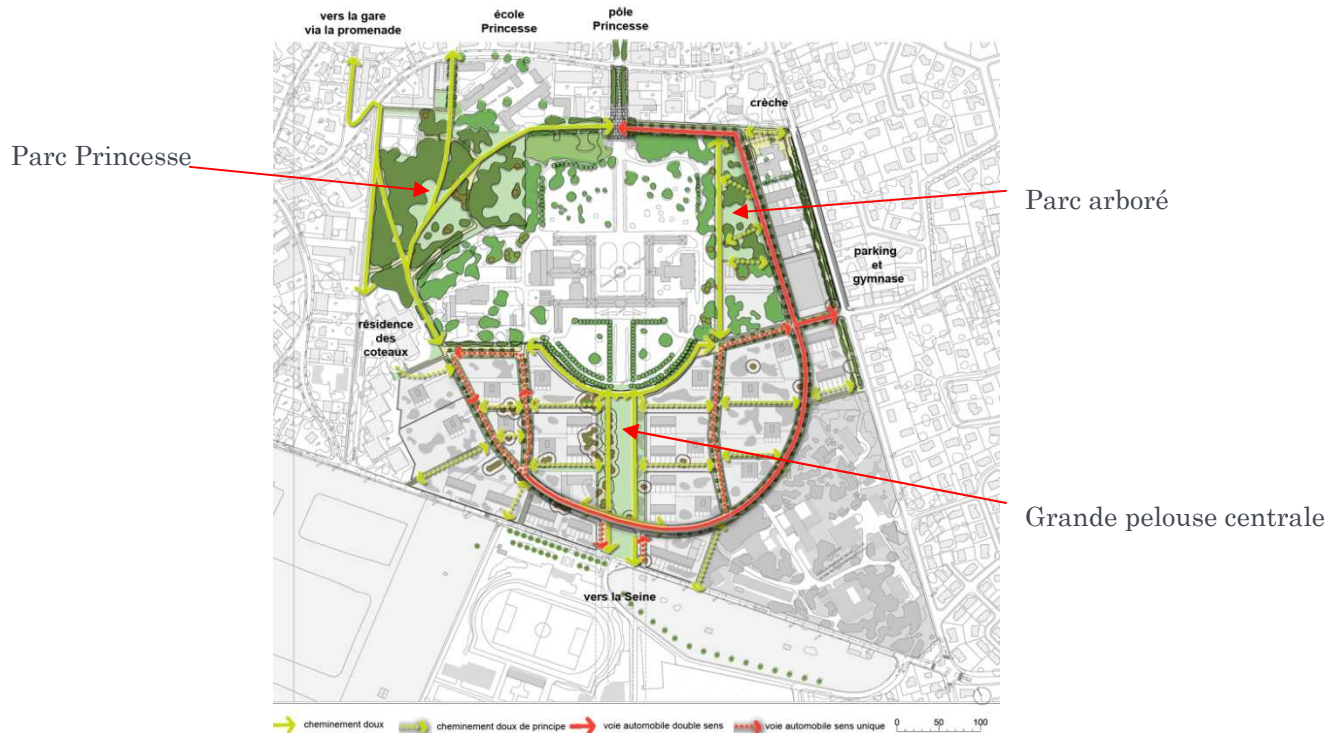 vers la gare
via la promenade
école
Princesse
pôle
Princesse
crèche
Parc Princesse
Parc arboré
parking
et
gymnase
résidence
des
coteaux
Grande pelouse centrale
vers la Seine
cheminement doux
cheminement doux de principe
voie automobile double sens
voie automobile sens unique
0 50 100